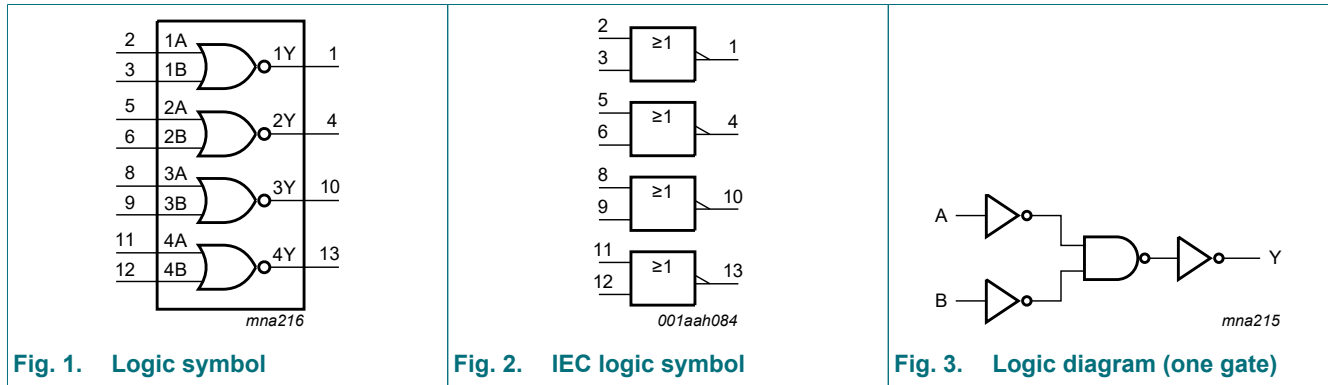 2 1A 1Y 1
3 1B
5 2A 2Y 4
6 2B
8 3A 3Y 10
9 3B
11 4A 4Y 13
12 4B
mna216
Fig. 1. Logic symbol
2 ≥1 1
3
5 ≥1 4
6
8 ≥1 10
9
11 ≥1 13
12
001aah084
Fig. 2. IEC logic symbol
A
Y
B
mna215
Fig. 3. Logic diagram (one gate)